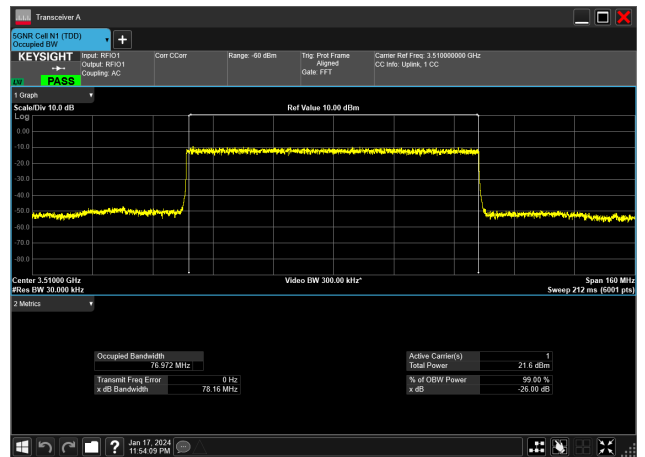 Transceiver A
5GNR Cell N1 (TDD)
Occupied BW
KEYSIGHT
Input: RFIO1
Output: RFIO1
Coupling: AC
Corr CCorr
Range: -60 dBm
Trig: Prot Frame
Aligned
Gate: FFT
Carrier Ref Freq: 3.510000000 GHz
CC Info: Uplink, 1 CC
PASS
1 Graph
Scale/Div 10.0 dB
Ref Value 10.00 dBm
Log
0.00
-10.0
-20.0
-30.0
-40.0
-50.0
-60.0
-70.0
-80.0
Center 3.51000 GHz
Video BW 300.00 kHz*
Span 160 MHz
#Res BW 30.000 kHz
Sweep 212 ms (6001 pts)
2 Metrics
Occupied Bandwidth
76.972 MHz
Active Carrier(s) 1
Total Power 21.6 dBm
Transmit Freq Error 0 Hz
x dB Bandwidth 78.16 MHz
% of OBW Power 99.00 %
x dB -26.00 dB
Jan 17, 2024
11:54:09 PM